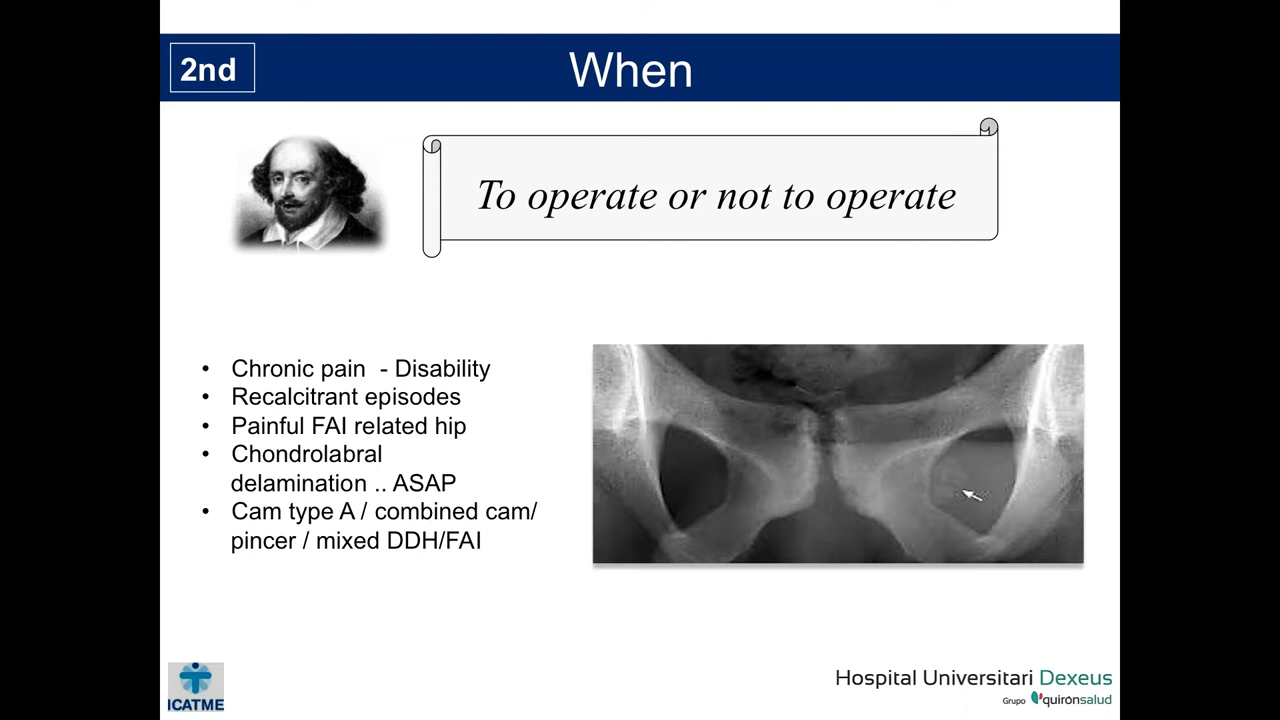 2nd
When
To operate or not to operate
• Chronic pain - Disability
• Recalcitrant episodes
• Painful FAI related hip
• Chondrolabral
delamination .. ASAP
• Cam type A / combined cam/
pincer / mixed DDH/FAI
ICATME
Hospital Universitari Dexeus
Grupo quirónsalud